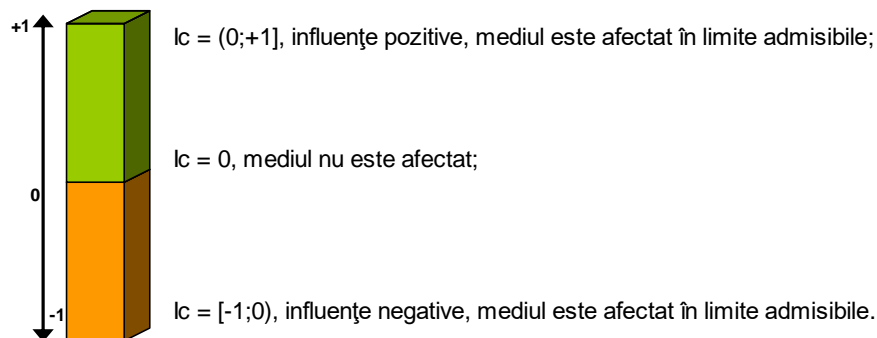 +1
Ic = (0;+1], influenţe pozitive, mediul este afectat în limite admisibile;
Ic = 0, mediul nu este afectat;
0
-1
Ic = [-1;0), influenţe negative, mediul este afectat în limite admisibile.